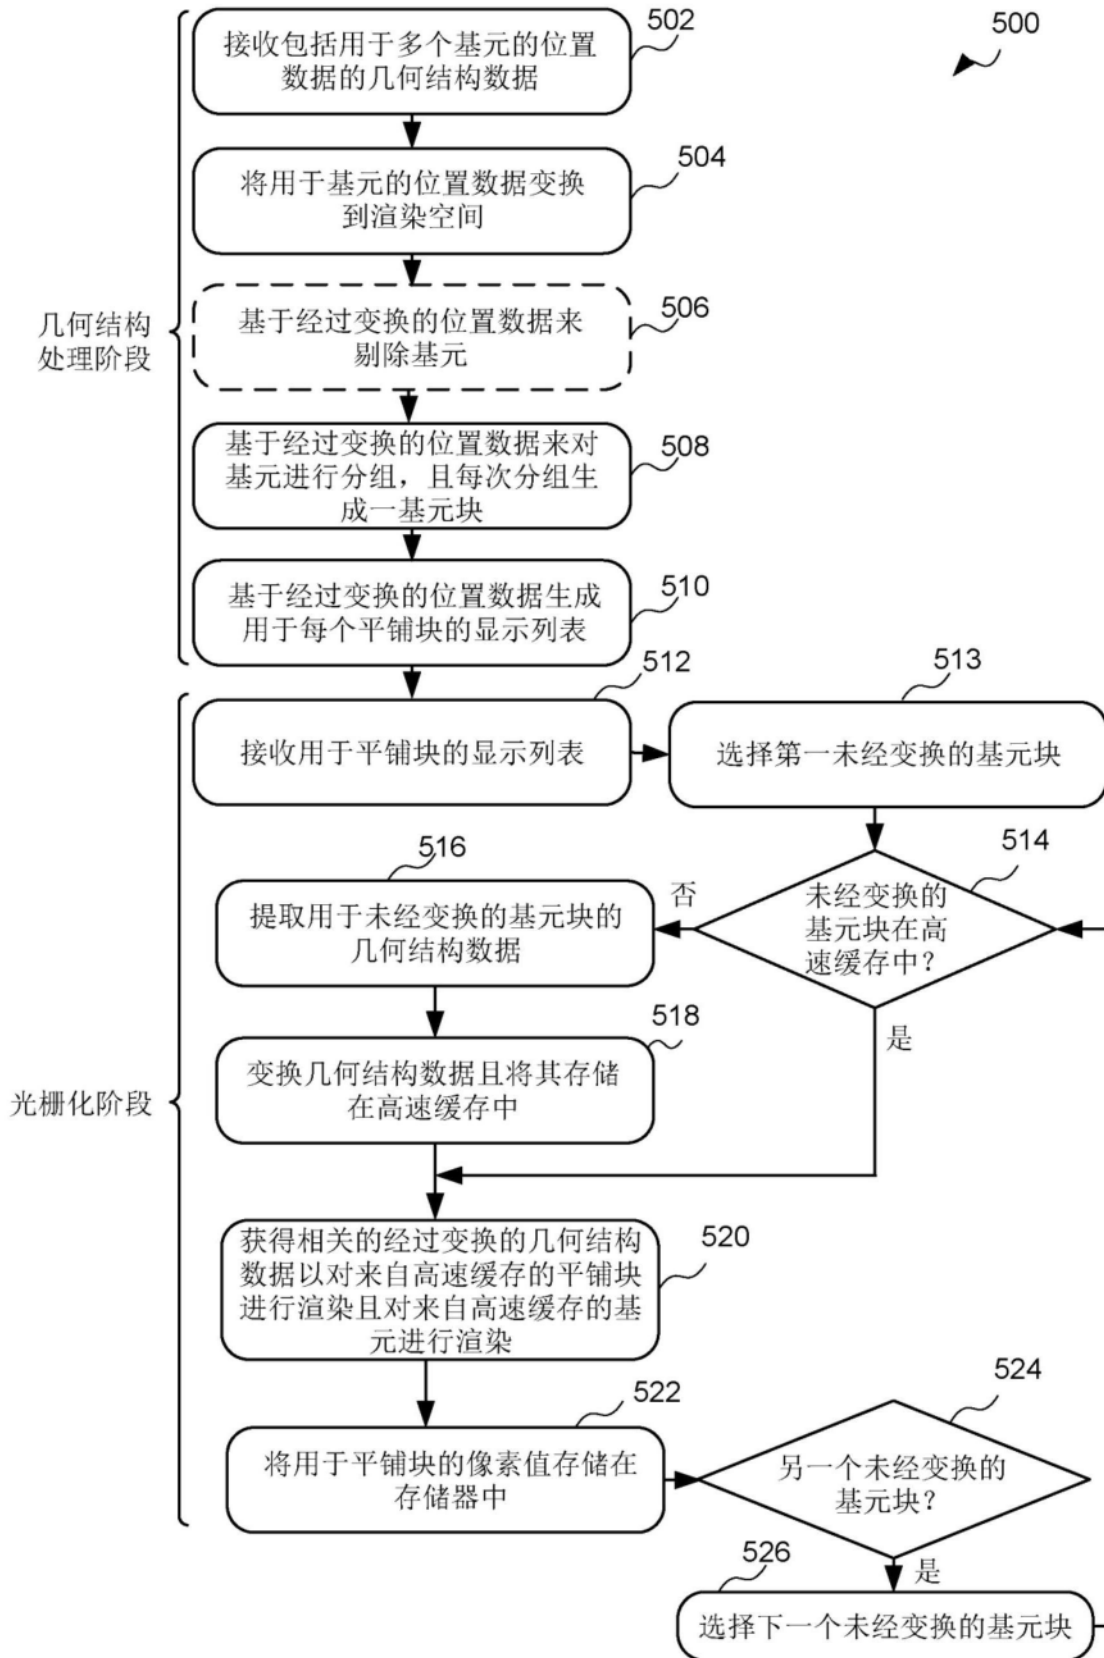 500
502
接收包括用于多个基元的位置
数据的几何结构数据
504
将用于基元的位置数据变换
到渲染空间
506
基于经过变换的位置数据来
剔除基元
几何结构
处理阶段
508
基于经过变换的位置数据来对
基元进行分组，且每次分组生
成一基元块
510
基于经过变换的位置数据生成
用于每个平铺块的显示列表
512
接收用于平铺块的显示列表
513
选择第一未经变换的基元块
514
未经变换的
基元块在高
速缓存中？
否
是
516
提取用于未经变换的基元块的
几何结构数据
518
变换几何结构数据且将其存储
在高速缓存中
光栅化阶段
520
获得相关的经过变换的几何结构
数据以对来自高速缓存的平铺块
进行渲染且对来自高速缓存的基
元进行渲染
522
将用于平铺块的像素值存储在
存储器中
524
另一个未经变换的
基元块？
是
526
选择下一个未经变换的基元块